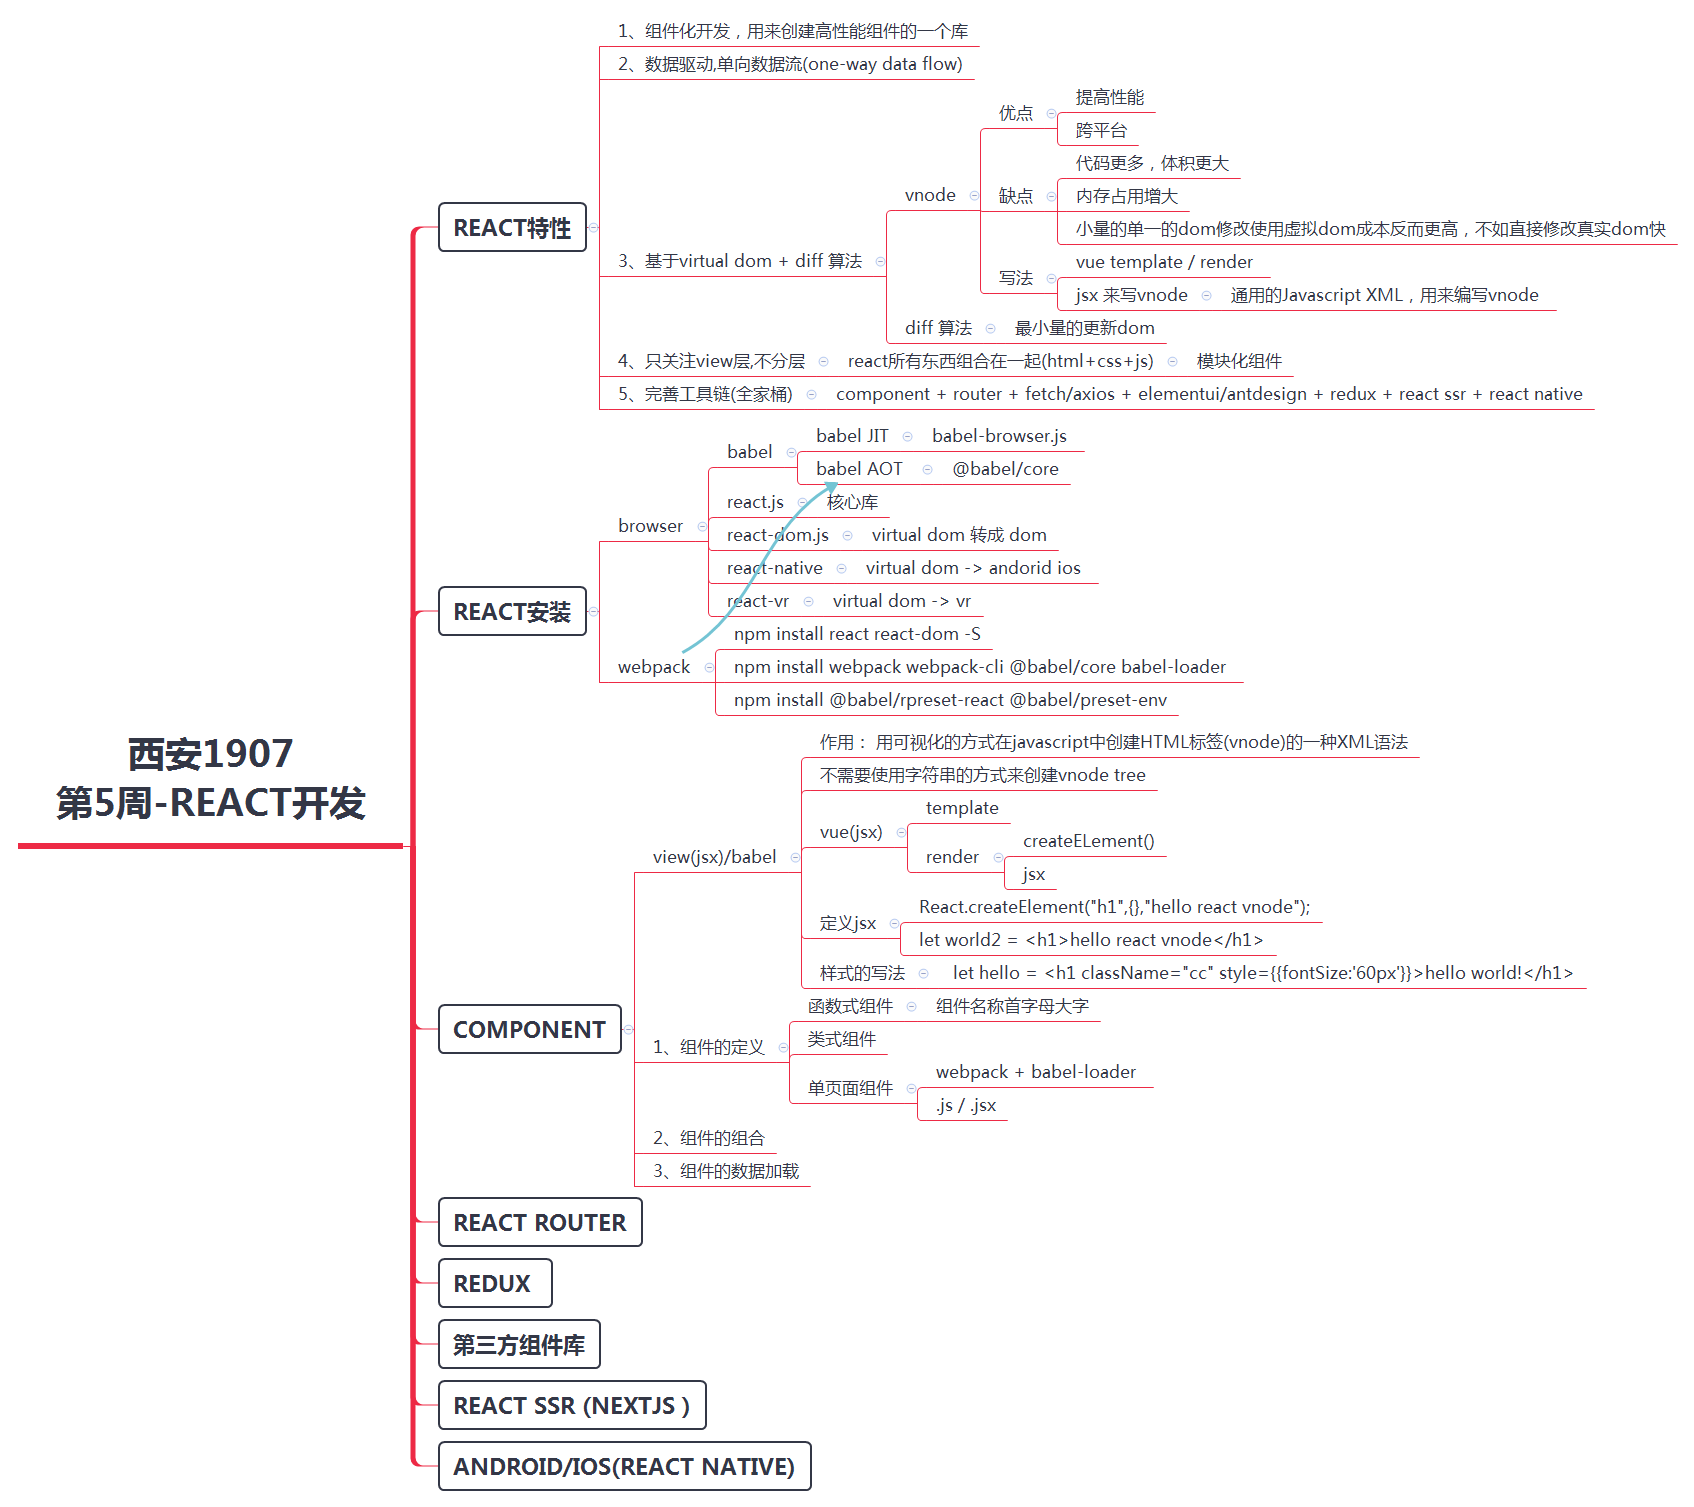 西安1907
第5周-REACT开发
REACT特性
1、组件化开发，用来创建高性能组件的一个库
2、数据驱动,单向数据流(one-way data flow)
3、基于virtual dom + diff 算法
vnode
优点
提高性能
跨平台
缺点
代码更多，体积更大
内存占用增大
小量的单一的dom修改使用虚拟dom成本反而更高，不如直接修改真实dom快
写法
vue template / render
jsx 来写vnode
通用的Javascript XML，用来编写vnode
diff 算法
最小量的更新dom
4、只关注view层,不分层
react所有东西组合在一起(html+css+js)
模块化组件
5、完善工具链(全家桶)
component + router + fetch/axios + elementui/antdesign + redux + react ssr + react native
REACT安装
browser
babel
babel JIT
babel-browser.js
babel AOT
@babel/core
react.js
核心库
react-dom.js
virtual dom 转成 dom
react-native
virtual dom -> andorid ios
react-vr
virtual dom -> vr
webpack
npm install react react-dom -S
npm install webpack webpack-cli @babel/core babel-loader
npm install @babel/rpreset-react @babel/preset-env
COMPONENT
view(jsx)/babel
作用： 用可视化的方式在javascript中创建HTML标签(vnode)的一种XML语法
不需要使用字符串的方式来创建vnode tree
vue(jsx)
template
render
createELement()
jsx
定义jsx
React.createElement("h1",{},"hello react vnode");
let world2 = <h1>hello react vnode</h1>
样式的写法
let hello = <h1 className="cc" style={{fontSize:'60px'}}>hello world!</h1>
1、组件的定义
函数式组件
组件名称首字母大字
类式组件
单页面组件
webpack + babel-loader
.js / .jsx
2、组件的组合
3、组件的数据加载
REACT ROUTER
REDUX
第三方组件库
REACT SSR (NEXTJS )
ANDROID/IOS(REACT NATIVE)